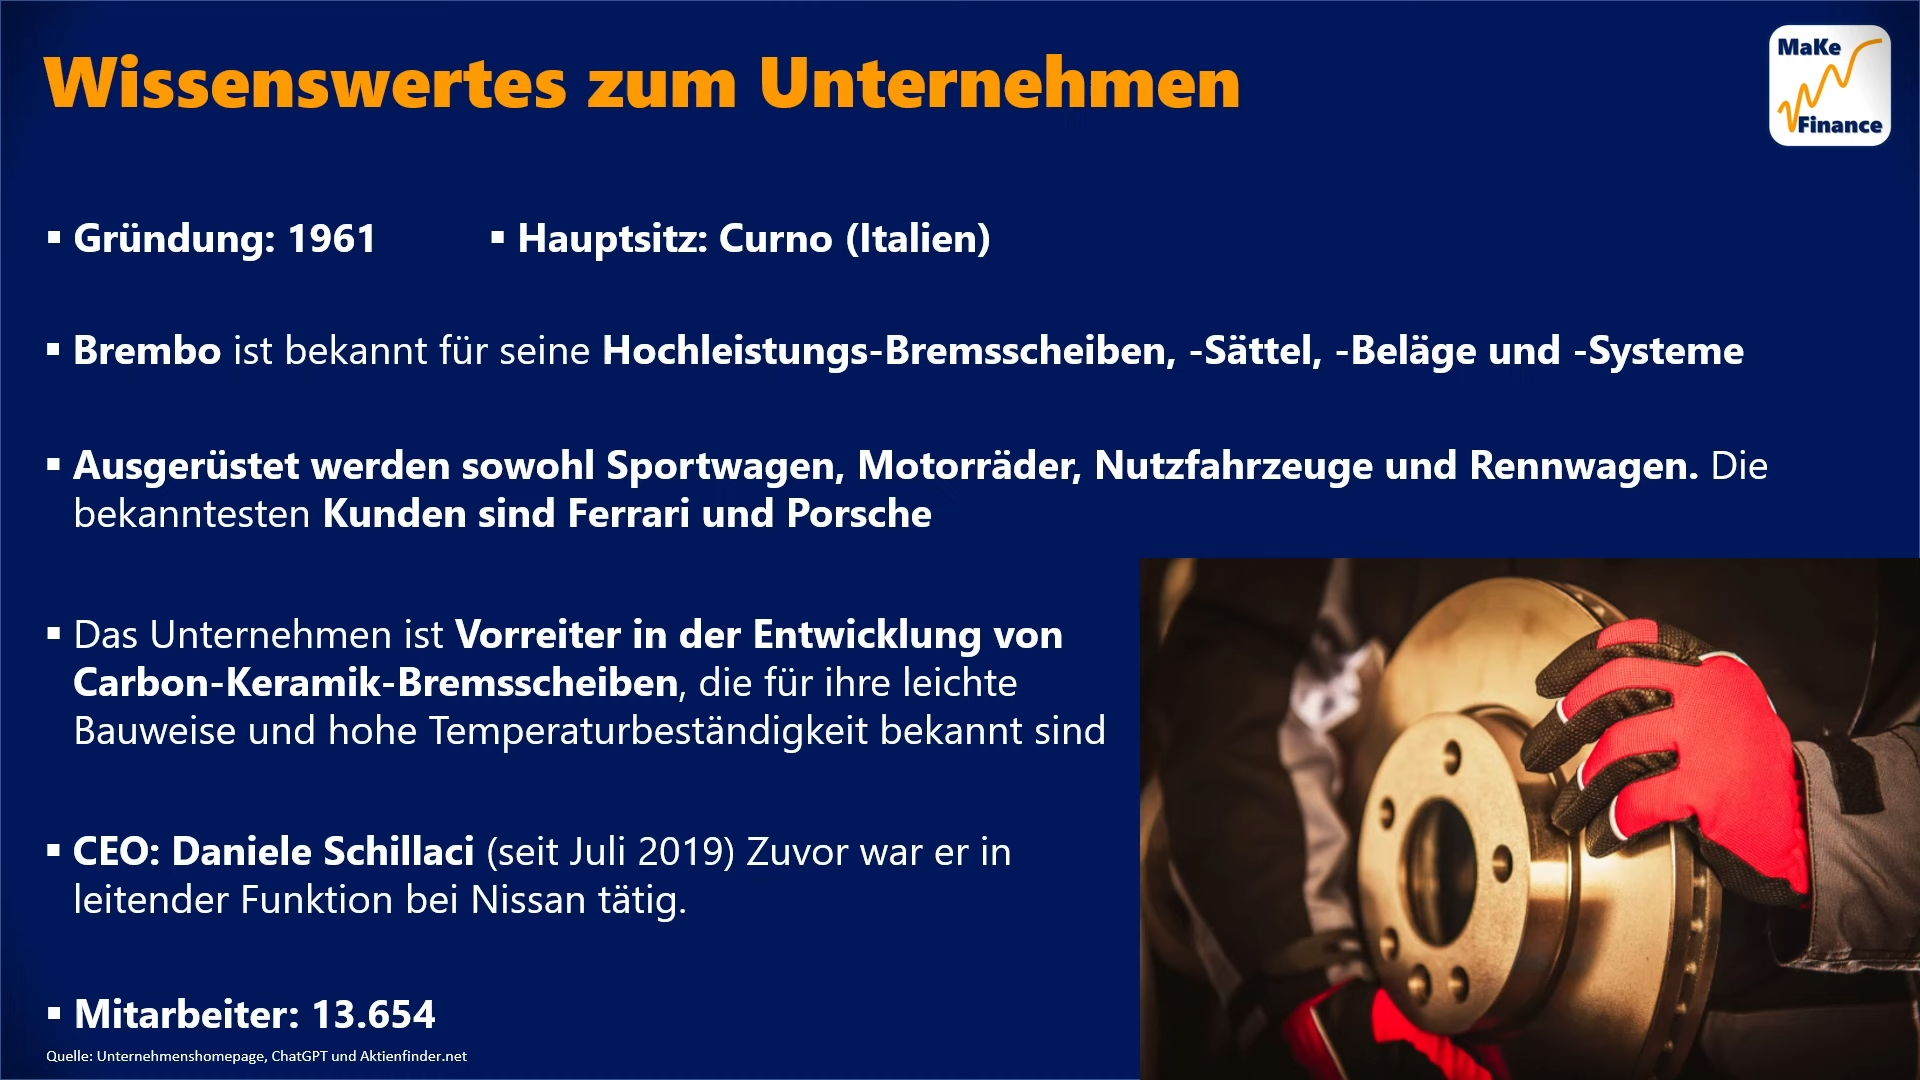 Wissenswertes zum Unternehmen
MaKe
Finance
▪ Gründung: 1961
▪ Hauptsitz: Curno (Italien)
▪ Brembo ist bekannt für seine Hochleistungs-Bremsscheiben, -Sättel, -Beläge und -Systeme
▪ Ausgerüstet werden sowohl Sportwagen, Motorräder, Nutzfahrzeuge und Rennwagen. Die
bekanntesten Kunden sind Ferrari und Porsche
▪ Das Unternehmen ist Vorreiter in der Entwicklung von
Carbon-Keramik-Bremsscheiben, die für ihre leichte
Bauweise und hohe Temperaturbeständigkeit bekannt sind
▪ CEO: Daniele Schillaci (seit Juli 2019) Zuvor war er in
leitender Funktion bei Nissan tätig.
▪ Mitarbeiter: 13.654
Quelle: Unternehmenshomepage, ChatGPT und Aktienfinder.net